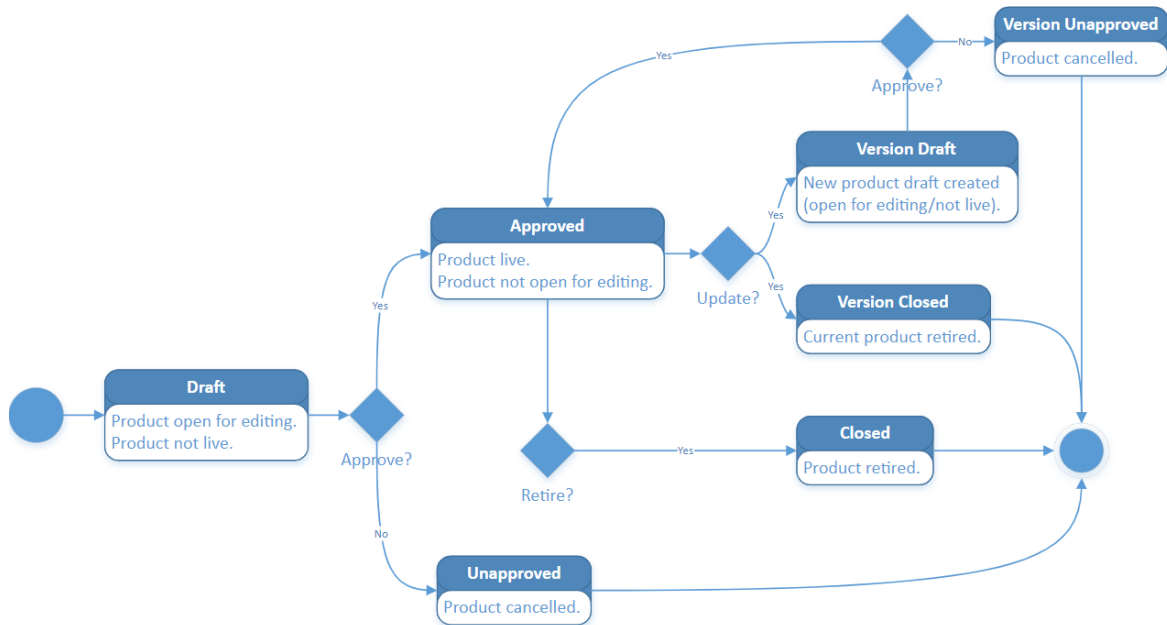 Version Unapproved
Product cancelled.
Yes
No
Approve?
Version Draft
New product draft created
(open for editing/not live).
Approved
Product live.
Product not open for editing.
Yes
Update?
Yes
Version Closed
Current product retired.
Yes
Draft
Product open for editing.
Product not live.
Approve?
Closed
Product retired.
Yes
Retire?
No
Unapproved
Product cancelled.